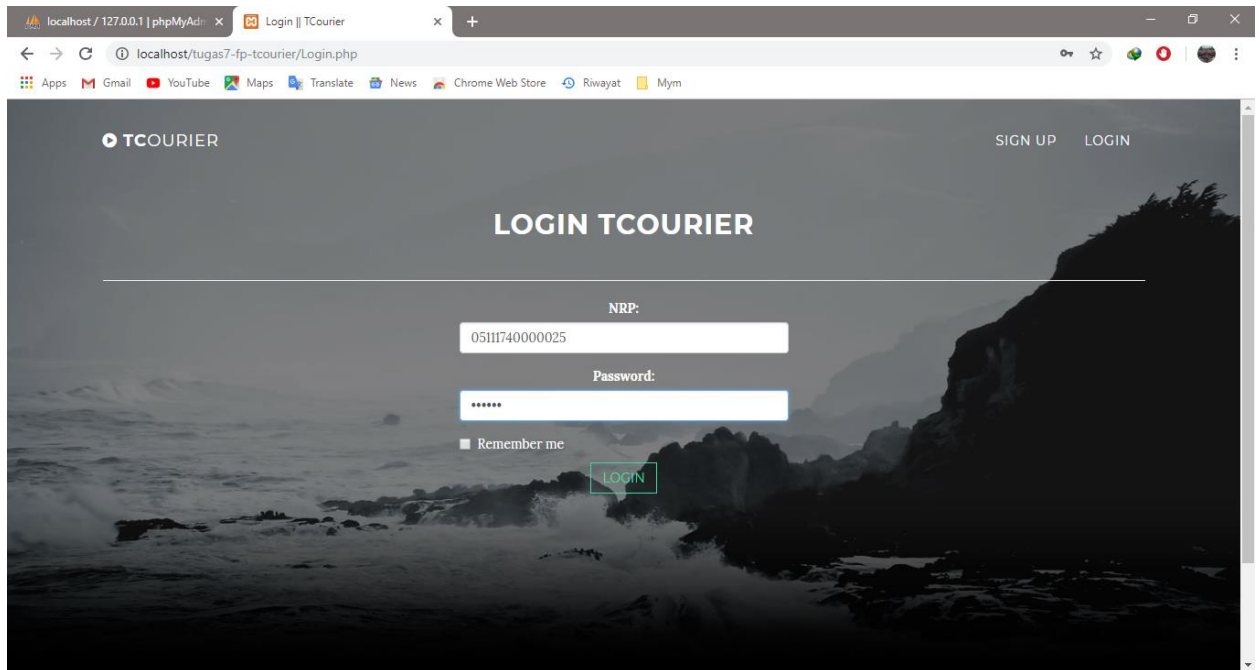 localhost / 127.0.0.1 | phpMyAdn
Login || TCourier
localhost/tugas7-fp-tcourier/Login.php
Apps Gmail YouTube Maps Translate News Chrome Web Store Riwayat Mym
TCOURIER
SIGN UP LOGIN
LOGIN TCOURIER
NRP:
05111740000025
Password:
••••••
Remember me
LOGIN